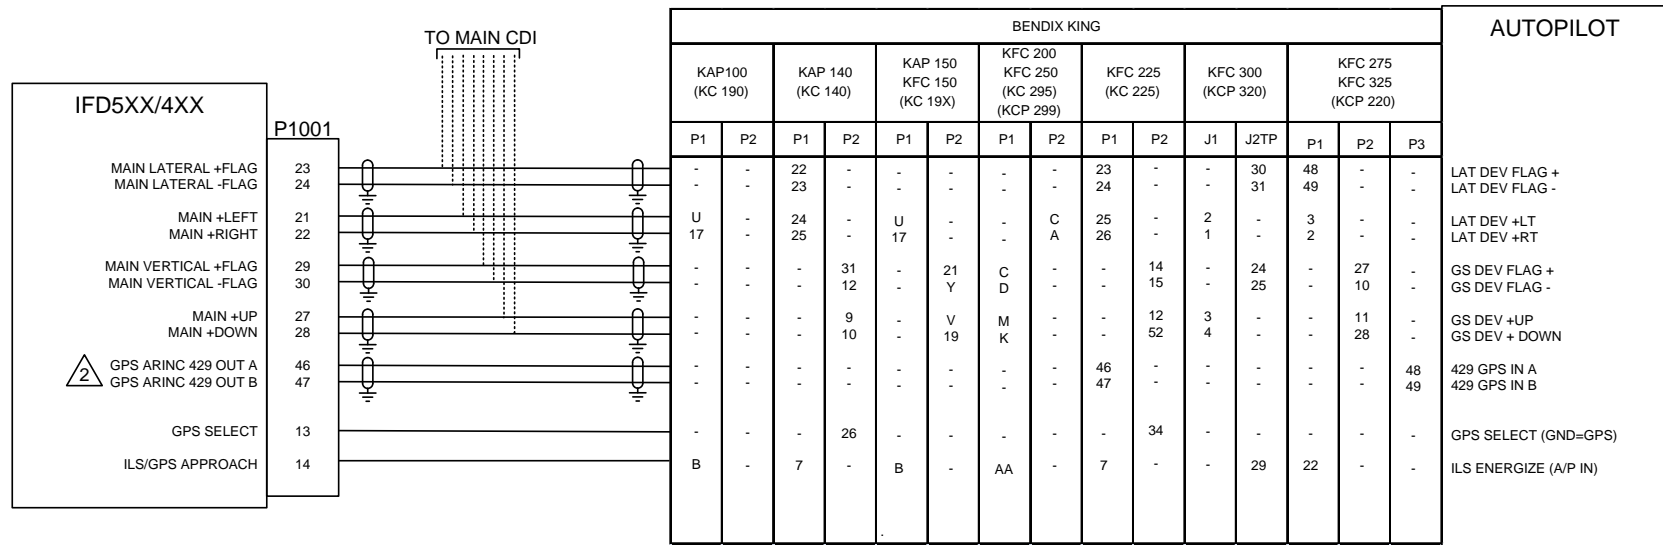 TO MAIN CDI
BENDIX KING
AUTOPILOT
KAP100
(KC 190)
KAP 140
(KC 140)
KAP 150
KFC 150
(KC 19X)
KFC 200
KFC 250
(KC 295)
(KCP 299)
KFC 225
(KC 225)
KFC 300
(KCP 320)
KFC 275
KFC 325
(KCP 220)
IFD5XX/4XX
P1001
P1 P2 P1 P2 P1 P2 P1 P2 P1 P2 J1 J2TP P1 P2 P3
MAIN LATERAL +FLAG 23 - - 22 - - - - - 23 - - 30 48 - - LAT DEV FLAG +
MAIN LATERAL -FLAG 24 - - 23 - - - - - 24 - - 31 49 - - LAT DEV FLAG -
MAIN +LEFT 21 U - 24 - U - - C 25 - 2 - 3 - - LAT DEV +LT
MAIN +RIGHT 22 17 - 25 - 17 - - A 26 - 1 - 2 - - LAT DEV +RT
MAIN VERTICAL +FLAG 29 - - - 31 - 21 C - - 14 - 24 - 27 - GS DEV FLAG +
MAIN VERTICAL -FLAG 30 - - - 12 - Y D - - 15 - 25 - 10 - GS DEV FLAG -
MAIN +UP 27 - - - 9 - V M - - 12 3 - - 11 - GS DEV +UP
MAIN +DOWN 28 - - - 10 - 19 K - - 52 4 - - 28 - GS DEV + DOWN
2
GPS ARINC 429 OUT A 46 - - - - - - - - 46 - - - - - 48 429 GPS IN A
GPS ARINC 429 OUT B 47 - - - - - - - - 47 - - - - - 49 429 GPS IN B
GPS SELECT 13 - - - 26 - - - - - 34 - - - - - GPS SELECT (GND=GPS)
ILS/GPS APPROACH 14 B - 7 - B - AA - 7 - - 29 22 - - ILS ENERGIZE (A/P IN)
.